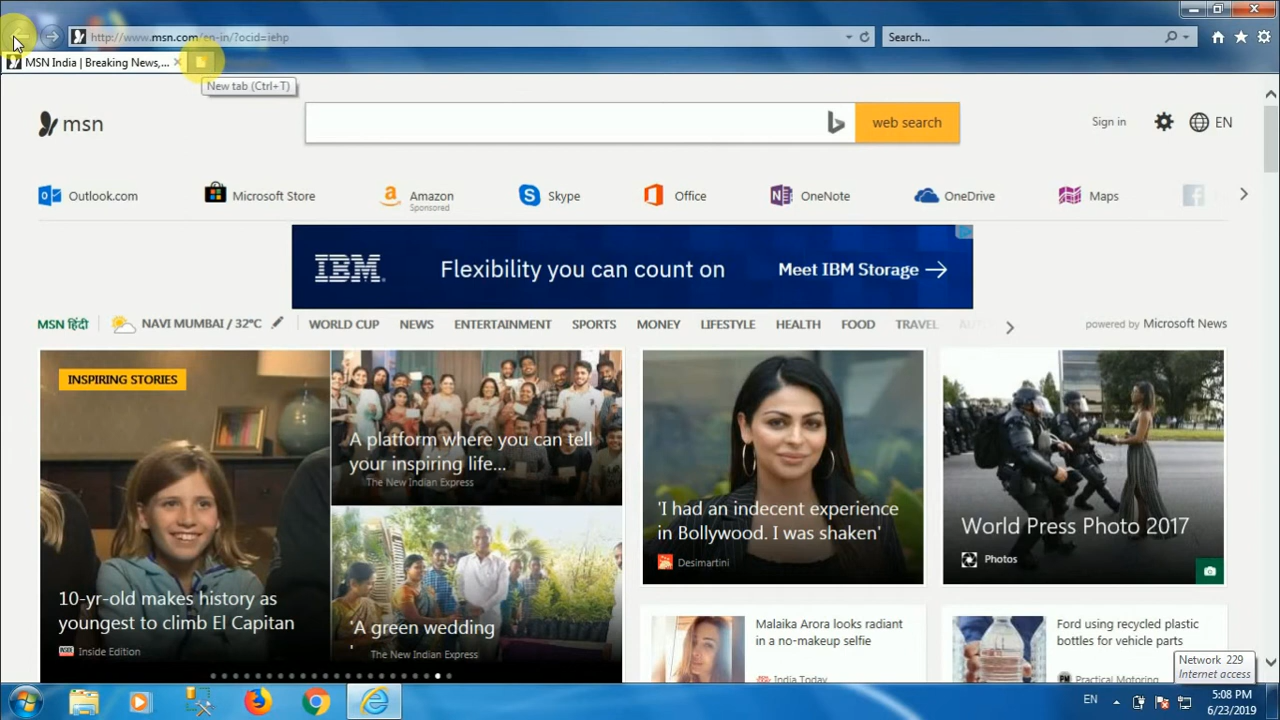 http://www.msn.com/en-in/?ocid=iehp
Search...
MSN India | Breaking News,...
New tab (Ctrl+T)
msn
web search
Sign in
EN
Outlook.com
Microsoft Store
Amazon
Sponsored
Skype
Office
OneNote
OneDrive
Maps
IBM
Flexibility you can count on
Meet IBM Storage →
MSN हिंदी
NAVI MUMBAI / 32°C
WORLD CUP
NEWS
ENTERTAINMENT
SPORTS
MONEY
LIFESTYLE
HEALTH
FOOD
TRAVEL
powered by Microsoft News
INSPIRING STORIES
10-yr-old makes history as
youngest to climb El Capitan
Inside Edition
A platform where you can tell
your inspiring life...
The New Indian Express
'A green wedding
'
The New Indian Express
'I had an indecent experience
in Bollywood. I was shaken'
Desimartini
World Press Photo 2017
Photos
Malaika Arora looks radiant
in a no-makeup selfie
India Today
Ford using recycled plastic
bottles for vehicle parts
Practical Motoring
Network 229
Internet access
EN
5:08 PM
6/23/2019